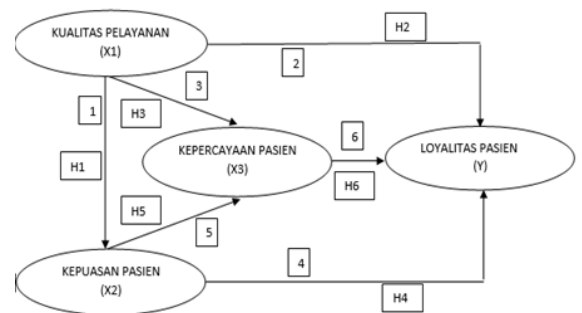 KUALITAS PELAYANAN
(X1)
H2
2
3
1
H3
H1
KEPERCAYAAN PASIEN
(X3)
6
H6
LOYALITAS PASIEN
(Y)
H5
5
KEPUASAN PASIEN
(X2)
4
H4